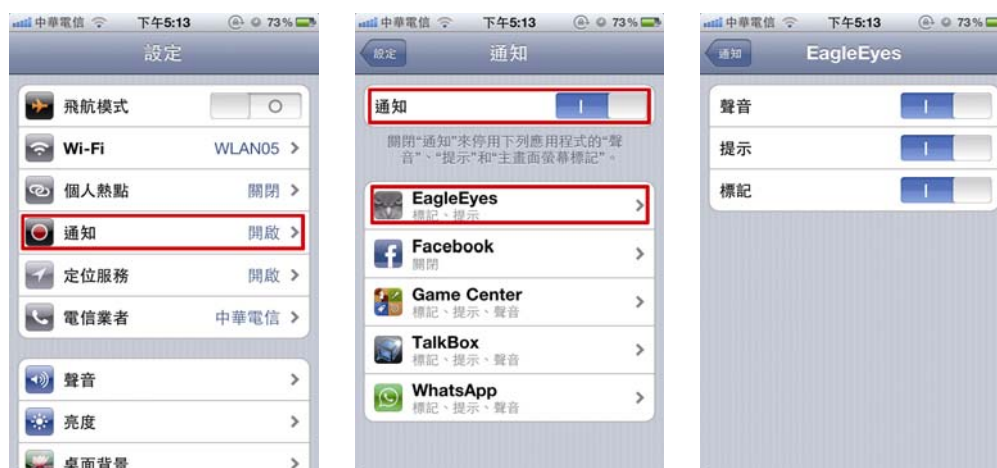 中華電信 下午5:13 73%
設定
飛航模式
Wi-Fi WLAN05
個人熱點 關閉
通知 開啟
定位服務 開啟
電信業者 中華電信
聲音
亮度
桌面背景
中華電信 下午5:13 73%
設定 通知
通知
關閉“通知”來停用下列應用程式的“聲
音”、“提示”和“主畫面螢幕標記”。
EagleEyes
標記、提示
Facebook
關閉
Game Center
標記、提示、聲音
TalkBox
標記、提示、聲音
WhatsApp
標記、提示、聲音
中華電信 下午5:13 73%
通知 EagleEyes
聲音
提示
標記